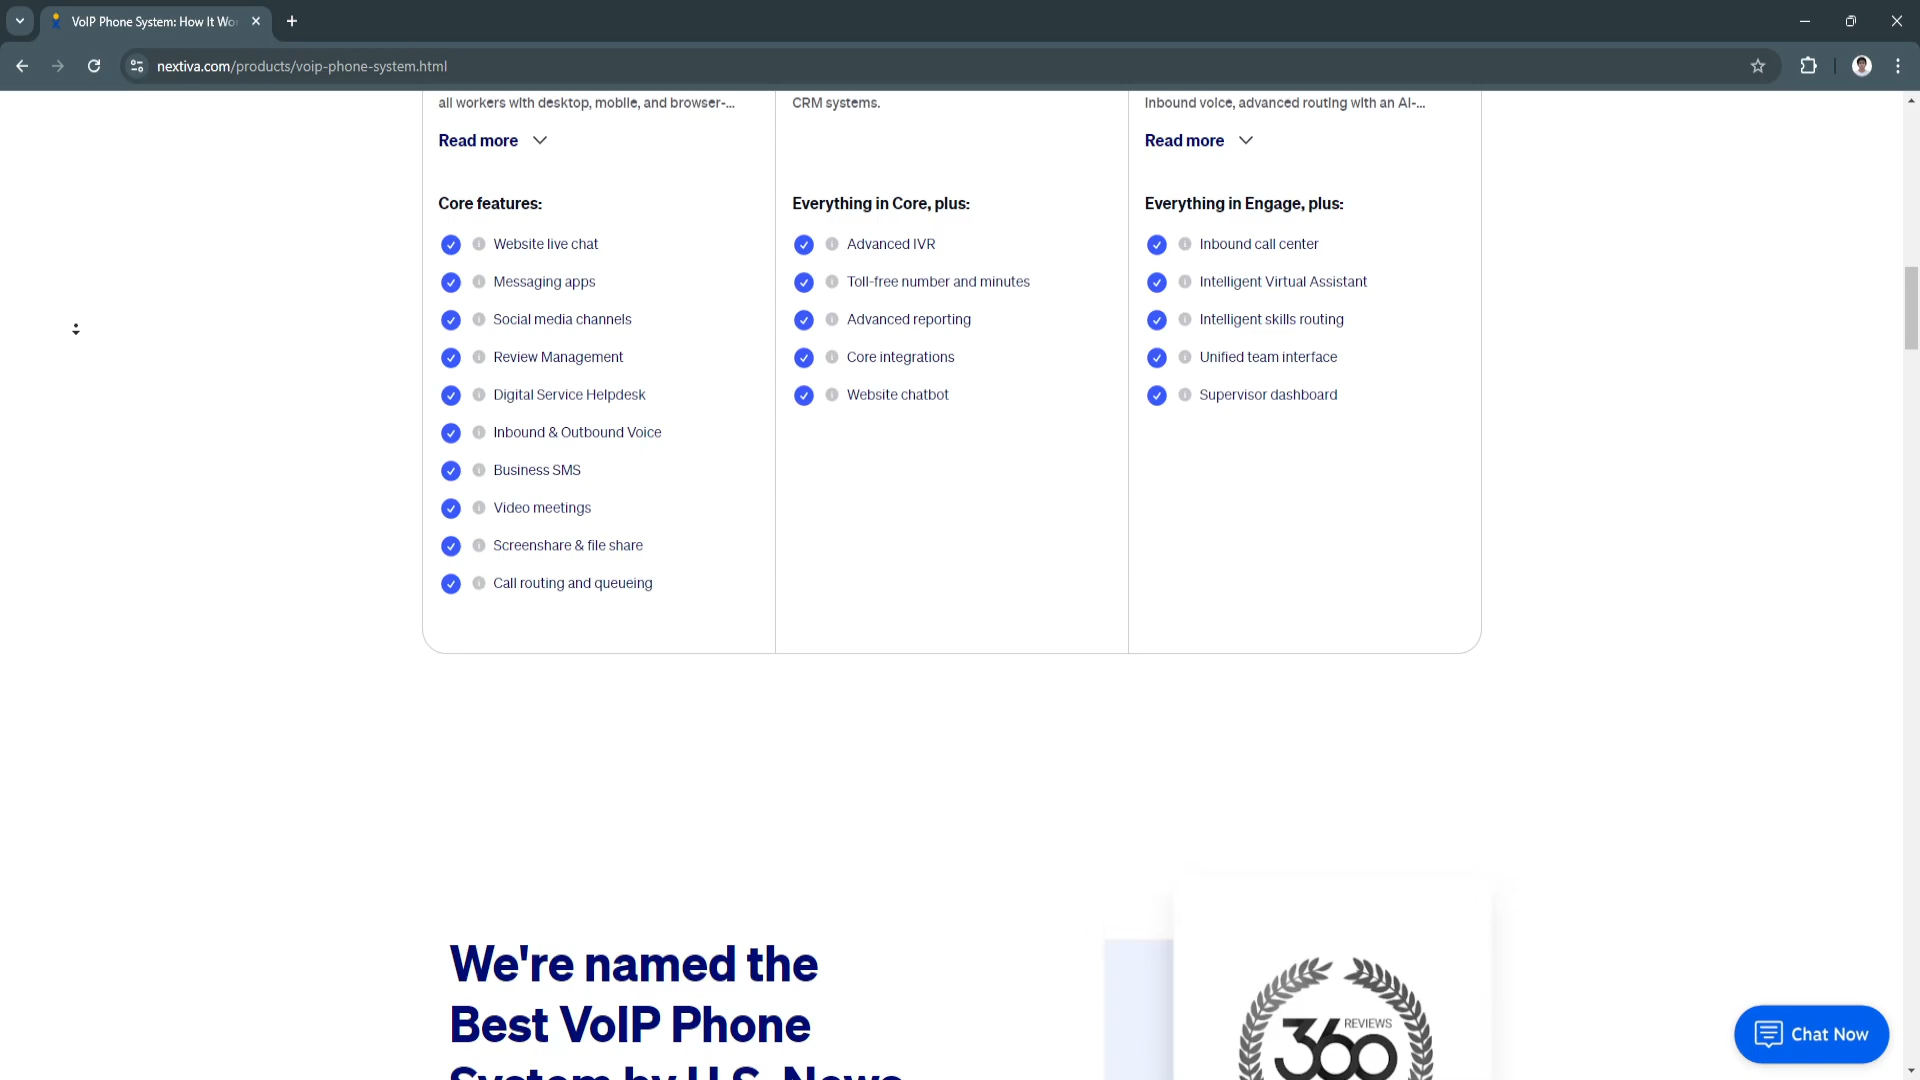 VoIP Phone System: How It Wo
nextiva.com/products/voip-phone-system.html
all workers with desktop, mobile, and browser-...
Read more
Core features:
Website live chat
Messaging apps
Social media channels
Review Management
Digital Service Helpdesk
Inbound & Outbound Voice
Business SMS
Video meetings
Screenshare & file share
Call routing and queueing
CRM systems.
Everything in Core, plus:
Advanced IVR
Toll-free number and minutes
Advanced reporting
Core integrations
Website chatbot
Inbound voice, advanced routing with an AI-...
Read more
Everything in Engage, plus:
Inbound call center
Intelligent Virtual Assistant
Intelligent skills routing
Unified team interface
Supervisor dashboard
We're named the
Best VoIP Phone
System by U.S. News
360
REVIEWS
Chat Now